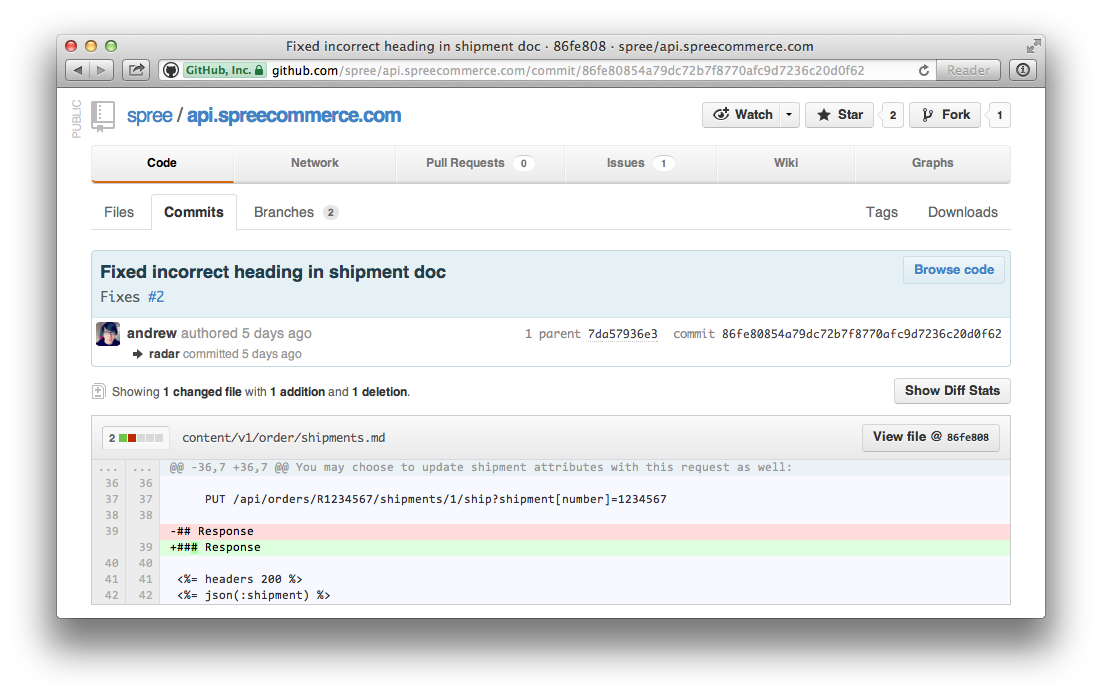 Fixed incorrect heading in shipment doc · 86fe808 · spree/api.spreecommerce.com
GitHub, Inc. github.com/spree/api.spreecommerce.com/commit/86fe80854a79dc72b7f8770afc9d7236c20d0f62 Reader
PUBLIC
spree / api.spreecommerce.com Watch Star 2 Fork 1
Code Network Pull Requests 0 Issues 1 Wiki Graphs
Files Commits Branches 2 Tags Downloads
Fixed incorrect heading in shipment doc Browse code
Fixes #2
andrew authored 5 days ago 1 parent 7da57936e3 commit 86fe80854a79dc72b7f8770afc9d7236c20d0f62
radar committed 5 days ago
Showing 1 changed file with 1 addition and 1 deletion. Show Diff Stats
2 content/v1/order/shipments.md View file @ 86fe808
... ... @@ -36,7 +36,7 @@ You may choose to update shipment attributes with this request as well:
36 36
37 37 PUT /api/orders/R1234567/shipments/1/ship?shipment[number]=1234567
38 38
39 -## Response
39 +### Response
40 40
41 41 <%= headers 200 %>
42 42 <%= json(:shipment) %>